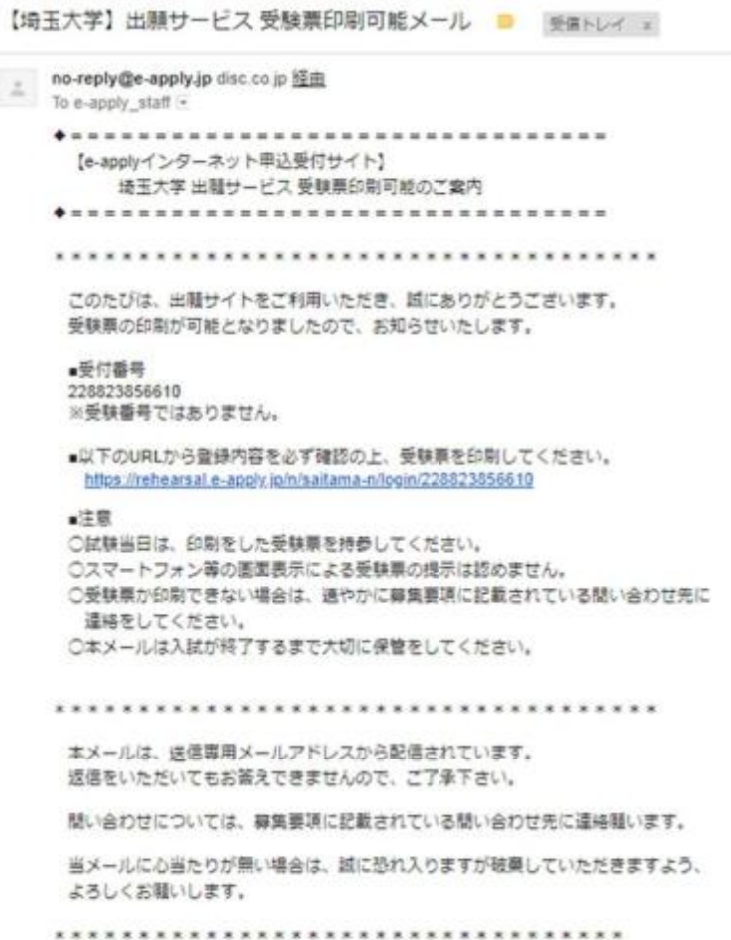 【埼玉大学】出願サービス 受験票印刷可能メール
受信トレイ x
no-reply@e-apply.jp disc.co.jp 経由
To e-apply_staff
◆＝＝＝＝＝＝＝＝＝＝＝＝＝＝＝＝＝＝＝＝＝＝＝＝＝＝＝＝＝＝＝＝
【e-applyインターネット申込受付サイト】
埼玉大学 出願サービス 受験票印刷可能のご案内
◆＝＝＝＝＝＝＝＝＝＝＝＝＝＝＝＝＝＝＝＝＝＝＝＝＝＝＝＝＝＝＝＝
＊＊＊＊＊＊＊＊＊＊＊＊＊＊＊＊＊＊＊＊＊＊＊＊＊＊＊＊＊＊＊＊＊＊＊＊
このたびは、出願サイトをご利用いただき、誠にありがとうございます。
受験票の印刷が可能となりましたので、お知らせいたします。
■受付番号
228823856610
※受験番号ではありません。
■以下のURLから登録内容を必ず確認の上、受験票を印刷してください。
https://rehearsal.e-apply.jp/n/saitama-n/login/228823856610
■注意
○試験当日は、印刷をした受験票を持参してください。
○スマートフォン等の画面表示による受験票の提示は認めません。
○受験票が印刷できない場合は、速やかに募集要項に記載されている問い合わせ先に
連絡をしてください。
○本メールは入試が終了するまで大切に保管をしてください。
＊＊＊＊＊＊＊＊＊＊＊＊＊＊＊＊＊＊＊＊＊＊＊＊＊＊＊＊＊＊＊＊＊＊＊＊
本メールは、送信専用メールアドレスから配信されています。
返信をいただいてもお答えできませんので、ご了承下さい。
問い合わせについては、募集要項に記載されている問い合わせ先に連絡願います。
当メールに心当たりが無い場合は、誠に恐れ入りますが破棄していただきますよう、
よろしくお願いします。
＊＊＊＊＊＊＊＊＊＊＊＊＊＊＊＊＊＊＊＊＊＊＊＊＊＊＊＊＊＊＊＊＊＊